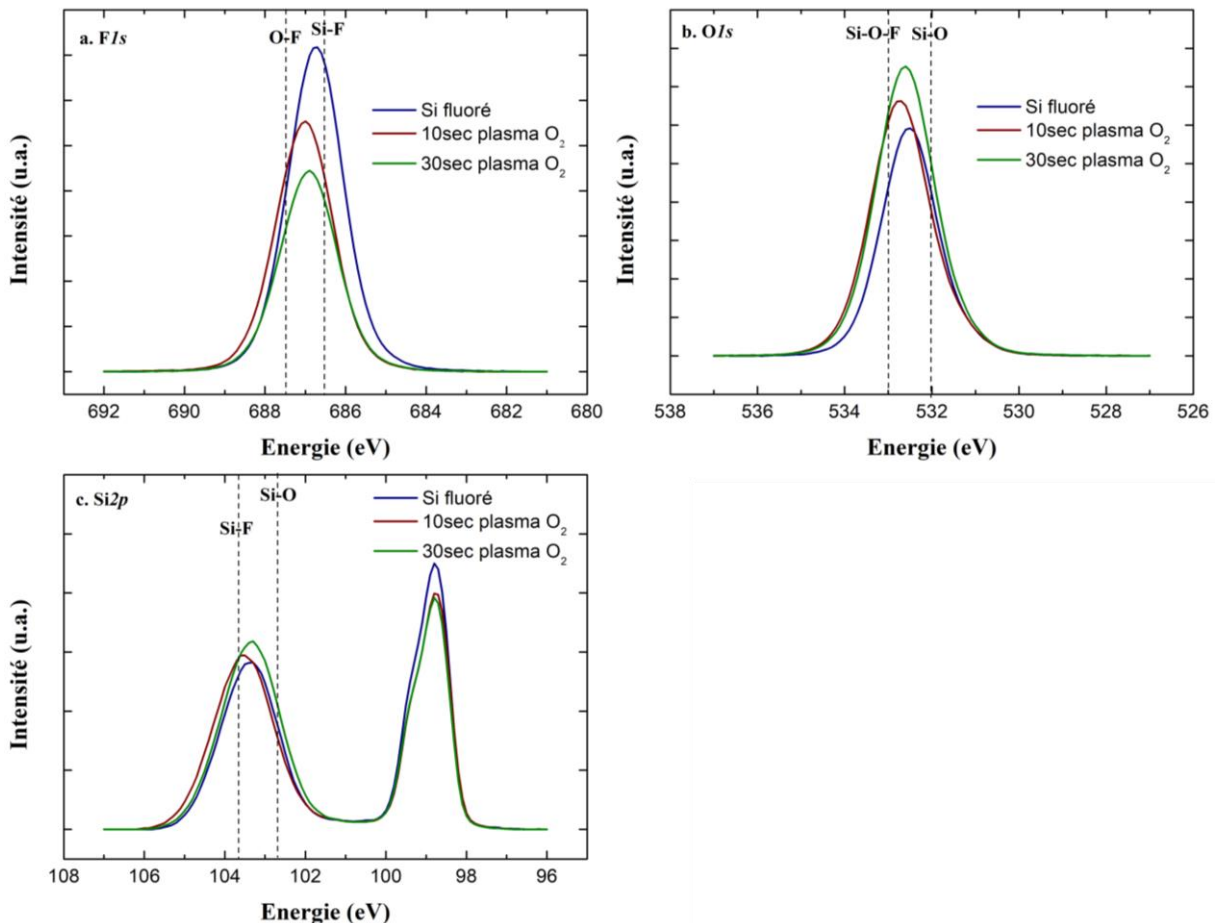 a. F1s
O-F
Si-F
Si fluoré
10sec plasma O₂
30sec plasma O₂
Intensité (u.a.)
692 690 688 686 684 682 680
Energie (eV)
b. O1s
Si-O-F
Si-O
Si fluoré
10sec plasma O₂
30sec plasma O₂
Intensité (u.a.)
538 536 534 532 530 528 526
Energie (eV)
c. Si2p
Si-O
Si-F
Si fluoré
10sec plasma O₂
30sec plasma O₂
Intensité (u.a.)
108 106 104 102 100 98 96
Energie (eV)